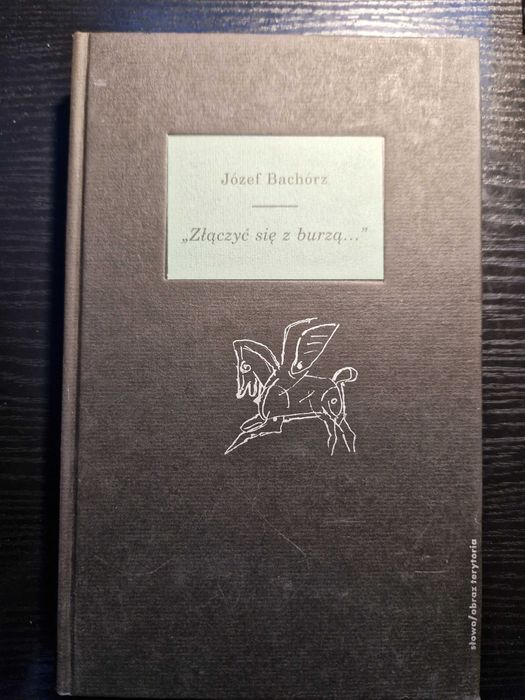 Józef Bachórz
„Złączyć się z burzą...”
słowo/obraz terytoria